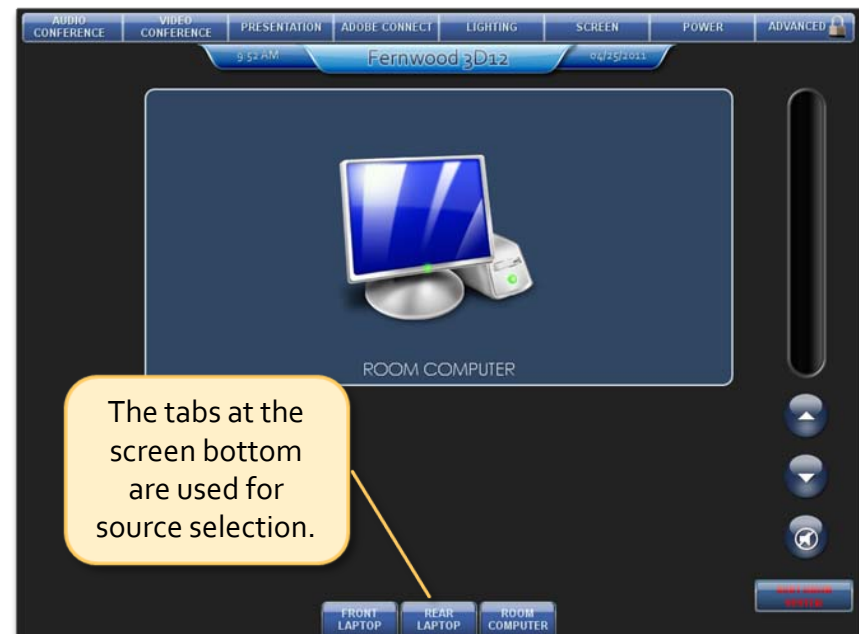 AUDIO CONFERENCE
VIDEO CONFERENCE
PRESENTATION
ADOBE CONNECT
LIGHTING
SCREEN
POWER
ADVANCED
9:52 AM
Fernwood 3D12
04/25/2011
ROOM COMPUTER
The tabs at the
screen bottom
are used for
source selection.
FRONT
LAPTOP
REAR
LAPTOP
ROOM
COMPUTER